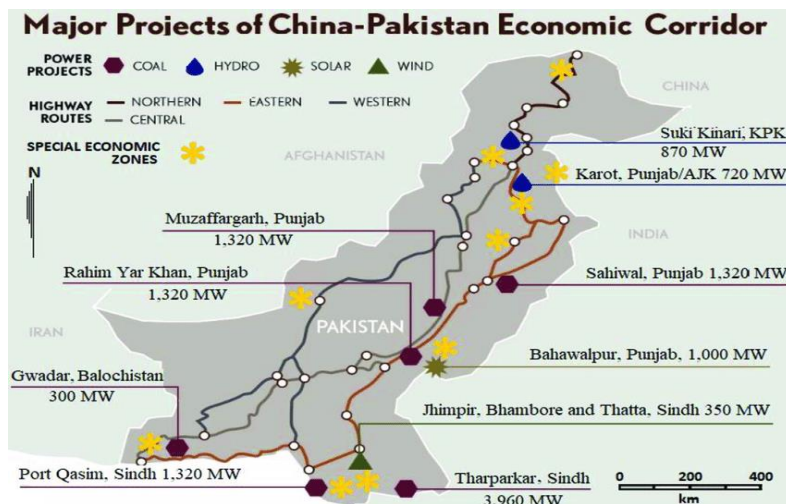 Major Projects of China-Pakistan Economic Corridor
POWER PROJECTS
COAL
HYDRO
SOLAR
WIND
HIGHWAY ROUTES
NORTHERN
EASTERN
WESTERN
CENTRAL
SPECIAL ECONOMIC ZONES
N
CHINA
AFGHANISTAN
Suki Kinari, KPK
870 MW
Karot, Punjab/AJK 720 MW
Muzaffargarh, Punjab
1,320 MW
INDIA
Rahim Yar Khan, Punjab
1,320 MW
Sahiwal, Punjab 1,320 MW
IRAN
PAKISTAN
Bahawalpur, Punjab, 1,000 MW
Gwadar, Balochistan
300 MW
Jhimpir, Bhambore and Thatta, Sindh 350 MW
Port Qasim, Sindh 1,320 MW
Tharparkar, Sindh
3,960 MW
0 200 400
km